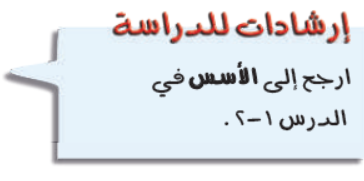 إرشادات للدراسة
ارجع إلى الأسس في
الدرس ١-٢ .